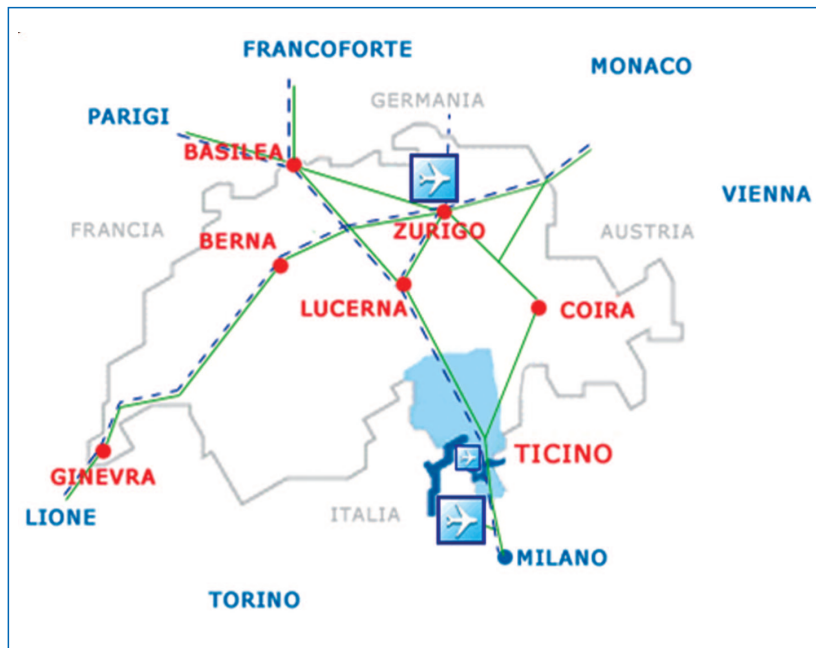 FRANCOFORTE
MONACO
GERMANIA
PARIGI
BASILEA
VIENNA
FRANCIA
BERNA
ZURIGO
AUSTRIA
LUCERNA
COIRA
TICINO
GINEVRA
LIONE
ITALIA
MILANO
TORINO